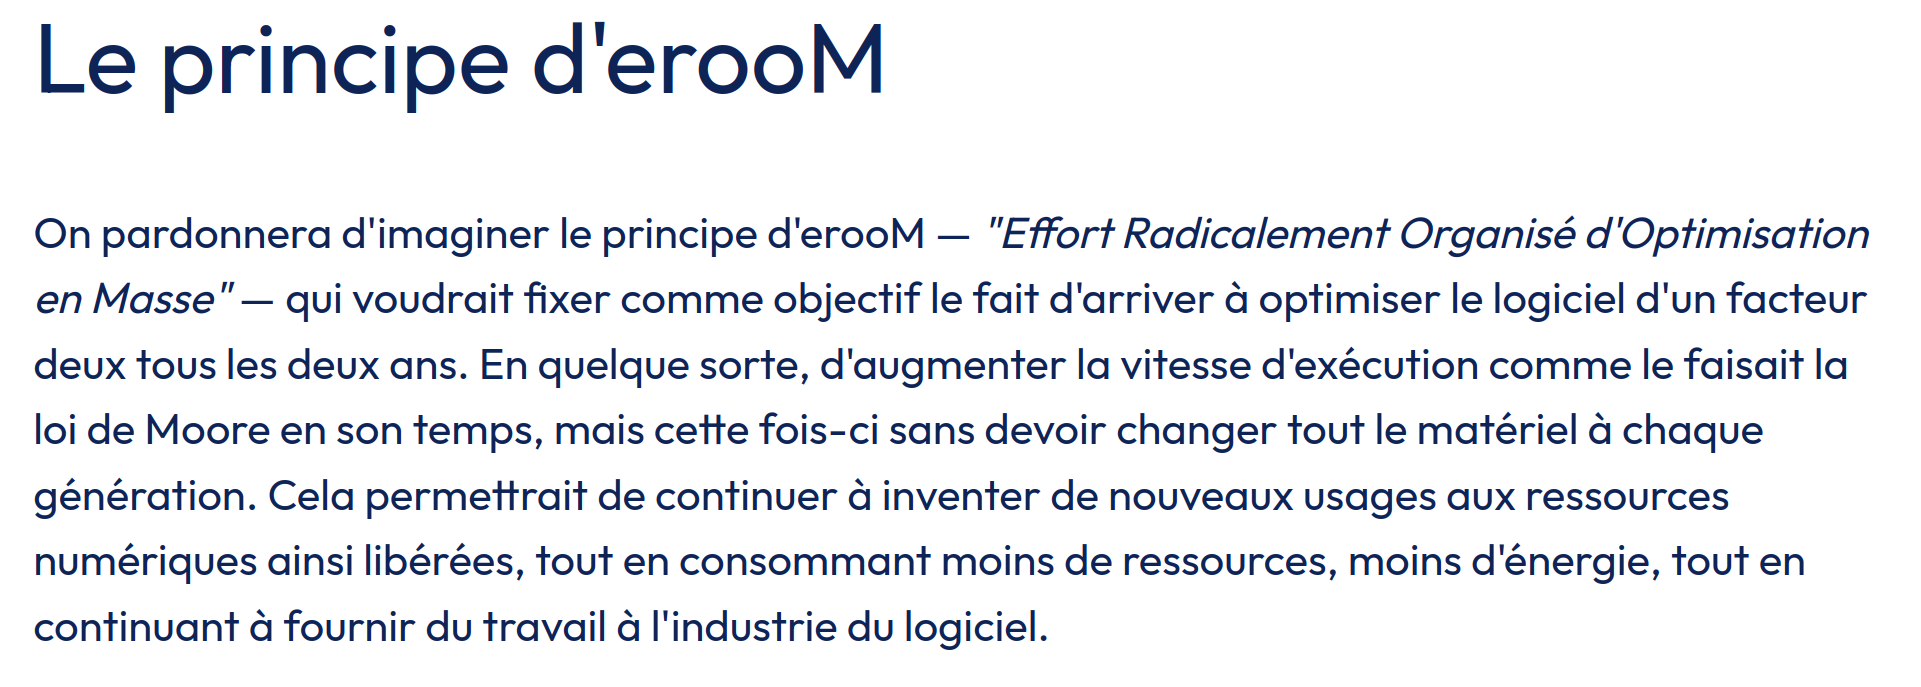 Le principe d'erooM
On pardonnera d'imaginer le principe d'erooM — "Effort Radicalement Organisé d'Optimisation
en Masse" — qui voudrait fixer comme objectif le fait d'arriver à optimiser le logiciel d'un facteur
deux tous les deux ans. En quelque sorte, d'augmenter la vitesse d'exécution comme le faisait la
loi de Moore en son temps, mais cette fois-ci sans devoir changer tout le matériel à chaque
génération. Cela permettrait de continuer à inventer de nouveaux usages aux ressources
numériques ainsi libérées, tout en consommant moins de ressources, moins d'énergie, tout en
continuant à fournir du travail à l'industrie du logiciel.